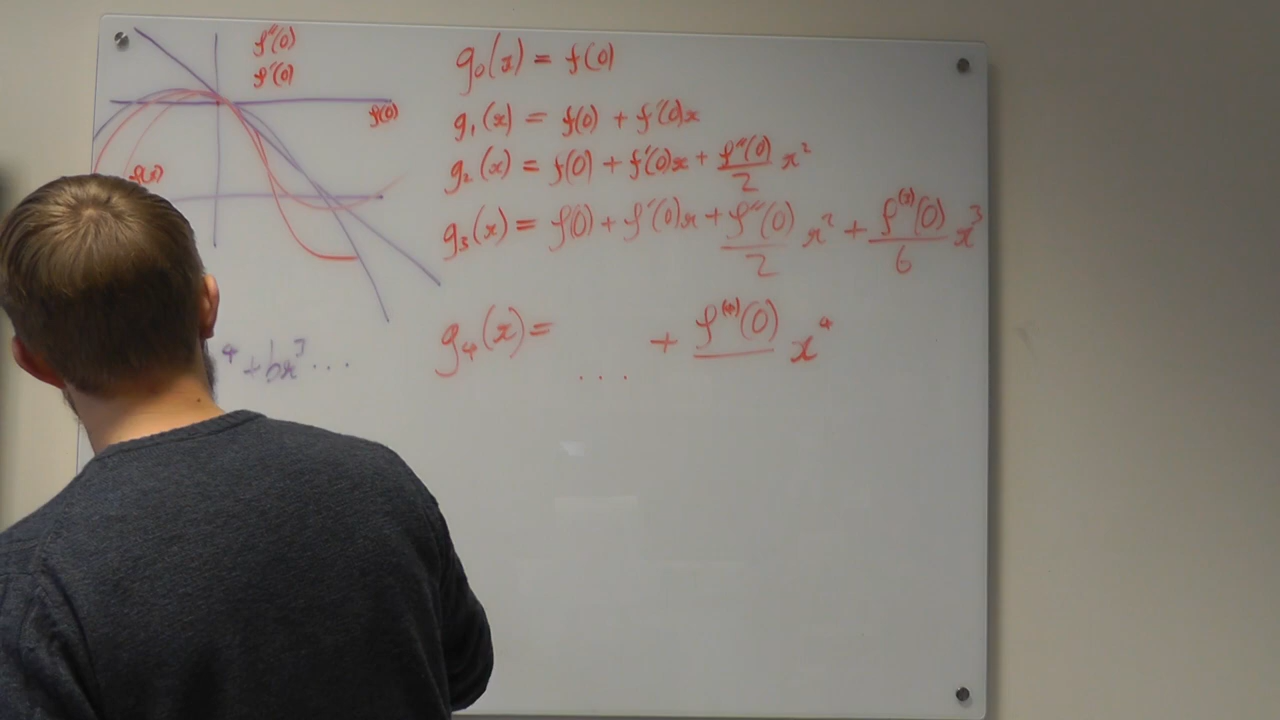 f''(0)
f'(0)
f(0)
f(x)
g₀(x) = f(0)
g₁(x) = f(0) + f'(0)x
g₂(x) = f(0) + f'(0)x + f''(0)/2 x²
g₃(x) = f(0) + f'(0)x + f''(0)/2 x² + f⁽³⁾(0)/6 x³
g₄(x) = ... + f⁽⁴⁾(0)/ x⁴
⁴ + bx³ ...